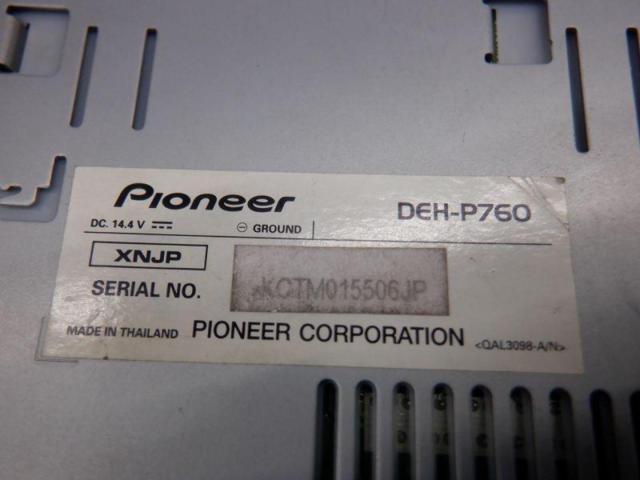 Pioneer DEH-P760
DC. 14.4 V ⎓ ⊖ GROUND
XNJP
SERIAL NO. KCTM015506JP
MADE IN THAILAND PIONEER CORPORATION <QAL3098-A/N>